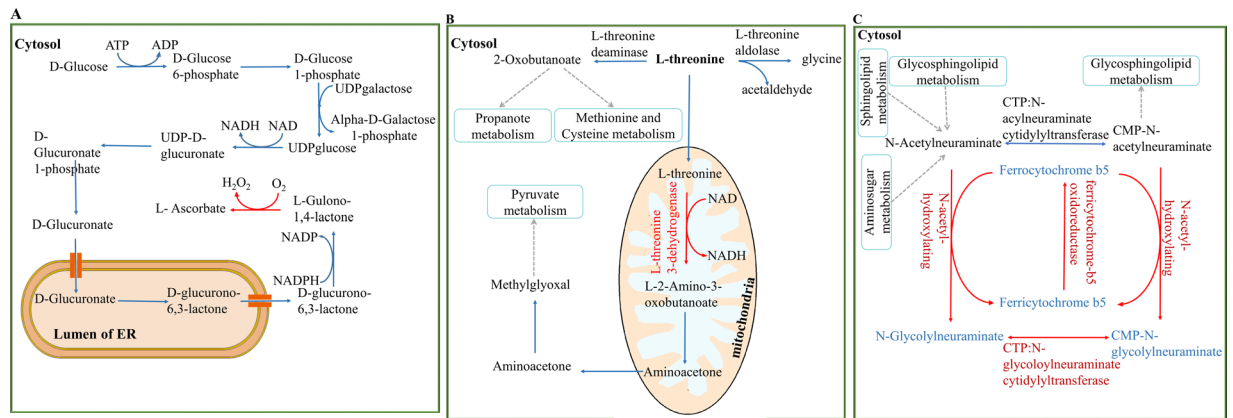 A
Cytosol
ATP
ADP
D-Glucose
D-Glucose
6-phosphate
D-Glucose
1-phosphate
UDPgalactose
Alpha-D-Galactose
1-phosphate
NADH
NAD
UDPglucose
UDP-D-
glucuronate
D-
Glucuronate
1-phosphate
H2O2
O2
L- Ascorbate
L-Gulono-
1,4-lactone
D-Glucuronate
NADP
NADPH
D-Glucuronate
D-glucurono-
6,3-lactone
D-glucurono-
6,3-lactone
Lumen of ER
B
Cytosol
L-threonine
deaminase
L-threonine
aldolase
2-Oxobutanoate
L-threonine
glycine
acetaldehyde
Propanote
metabolism
Methionine and
Cysteine metabolism
L-threonine
Pyruvate
metabolism
L-threonine
3-dehydrogenase
NAD
NADH
Methylglyoxal
L-2-Amino-3-
oxobutanoate
mitochondria
Aminoacetone
Aminoacetone
C
Cytosol
Sphingolipid
metabolism
Glycosphingolipid
metabolism
Glycosphingolipid
metabolism
CTP:N-
acylneuraminate
cytidylyltransferase
N-Acetylneuraminate
CMP-N-
acetylneuraminate
Aminosugar
metabolism
Ferrocytochrome b5
N-acetyl-
hydroxylating
ferricytochrome-b5
oxidoreductase
N-acetyl-
hydroxylating
Ferricytochrome b5
N-Glycolylneuraminate
CMP-N-
glycolylneuraminate
CTP:N-
glycoloylneuraminate
cytidylyltransferase